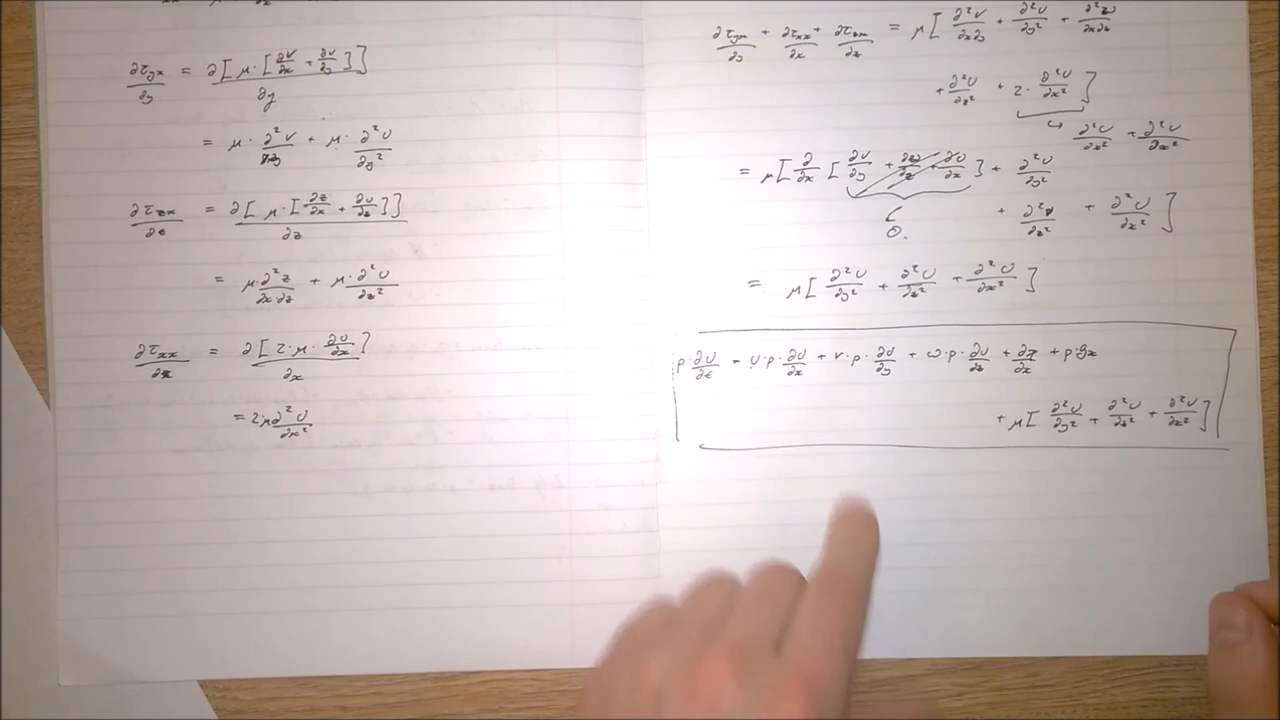 ∂τyx/∂y = ∂[μ·[∂v/∂x + ∂u/∂y]]/∂y
= μ·∂²v/∂x∂y + μ·∂²u/∂y²
∂τzx/∂z = ∂[μ·[∂z/∂x + ∂u/∂z]]/∂z
= μ·∂²z/∂x·∂z + μ·∂²u/∂z²
∂τxx/∂x = ∂[2·μ·∂u/∂x]/∂x
= 2μ∂²u/∂x²
∂τyx/∂y + ∂τxx/∂x + ∂τzx/∂z = μ[∂²v/∂x∂y + ∂²u/∂y² + ∂²w/∂x∂z
+ ∂²u/∂z² + 2·∂²u/∂x²]
↳ ∂²u/∂x² + ∂²u/∂x²
= μ[∂/∂x [∂v/∂y + ∂w/∂z + ∂u/∂x] + ∂²u/∂y²
+ ∂²u/∂z² + ∂²u/∂x²]
0.
= μ[∂²u/∂y² + ∂²u/∂z² + ∂²u/∂x²]
ρ·∂u/∂t = u·ρ·∂u/∂x + v·ρ·∂u/∂y + w·ρ·∂u/∂z + ∂p/∂x + ρ·gx
+ μ[∂²u/∂y² + ∂²u/∂z² + ∂²u/∂x²]